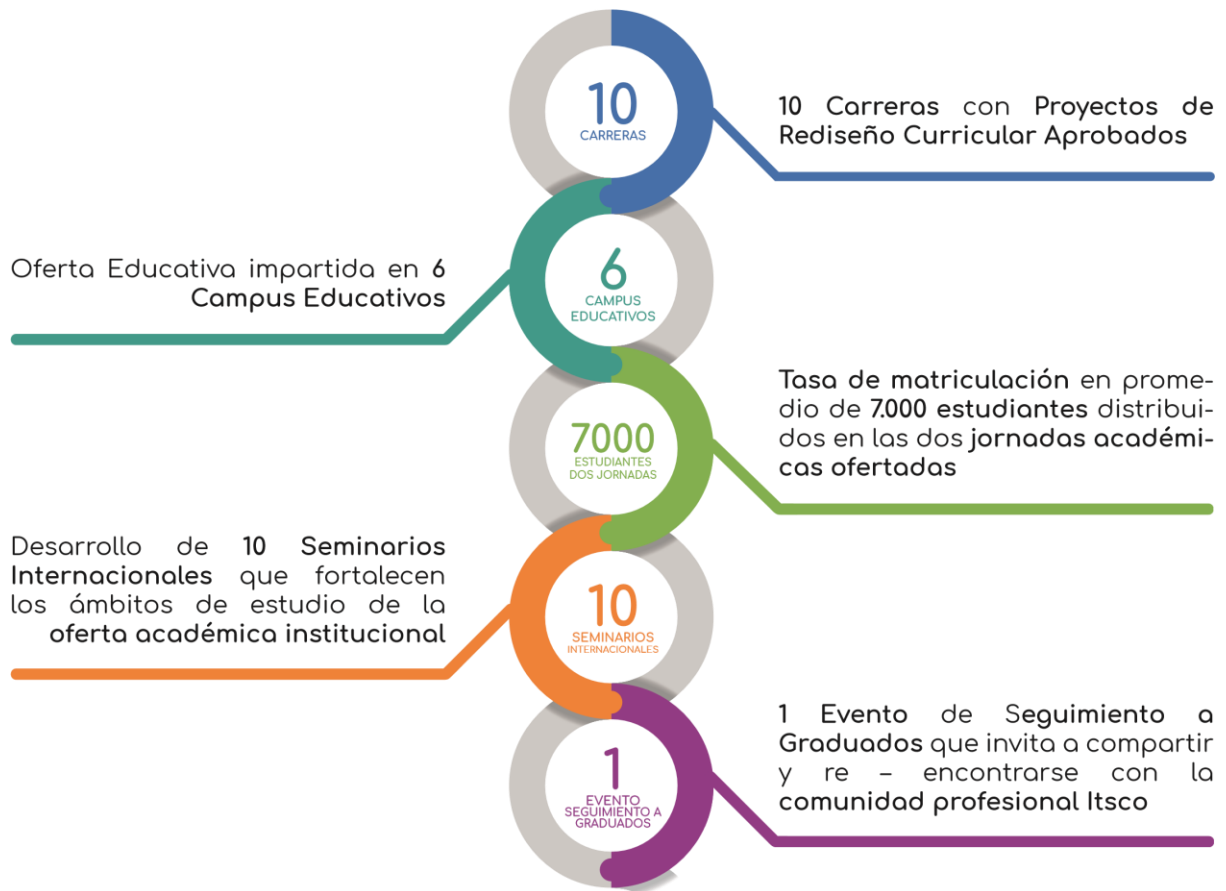 10
CARRERAS
10 Carreras con Proyectos de
Rediseño Curricular Aprobados
Oferta Educativa impartida en 6
Campus Educativos
6
CAMPUS
EDUCATIVOS
7000
ESTUDIANTES
DOS JORNADAS
Tasa de matriculación en prome-
dio de 7.000 estudiantes distribui-
dos en las dos jornadas académi-
cas ofertadas
Desarrollo de 10 Seminarios
Internacionales que fortalecen
los ámbitos de estudio de la
oferta académica institucional
10
SEMINARIOS
INTERNACIONALES
1
EVENTO
SEGUIMIENTO A
GRADUADOS
1 Evento de Seguimiento a
Graduados que invita a compartir
y re – encontrarse con la
comunidad profesional Itsco